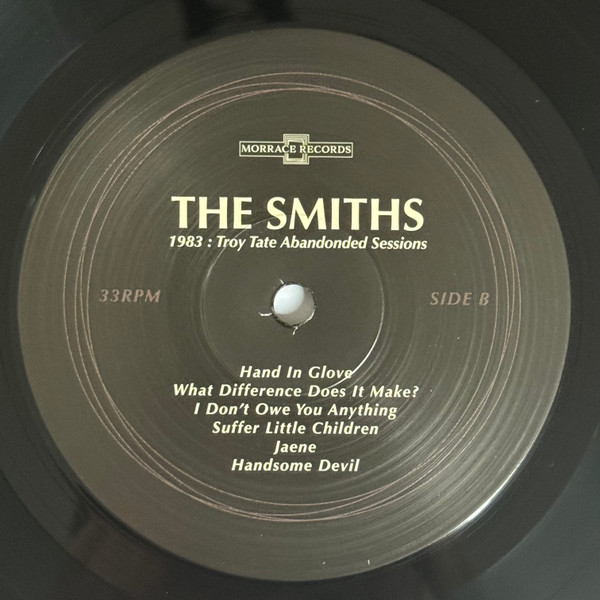 MORRACE RECORDS
THE SMITHS
1983 : Troy Tate Abandonded Sessions
33RPM
SIDE B
Hand In Glove
What Difference Does It Make?
I Don't Owe You Anything
Suffer Little Children
Jaene
Handsome Devil